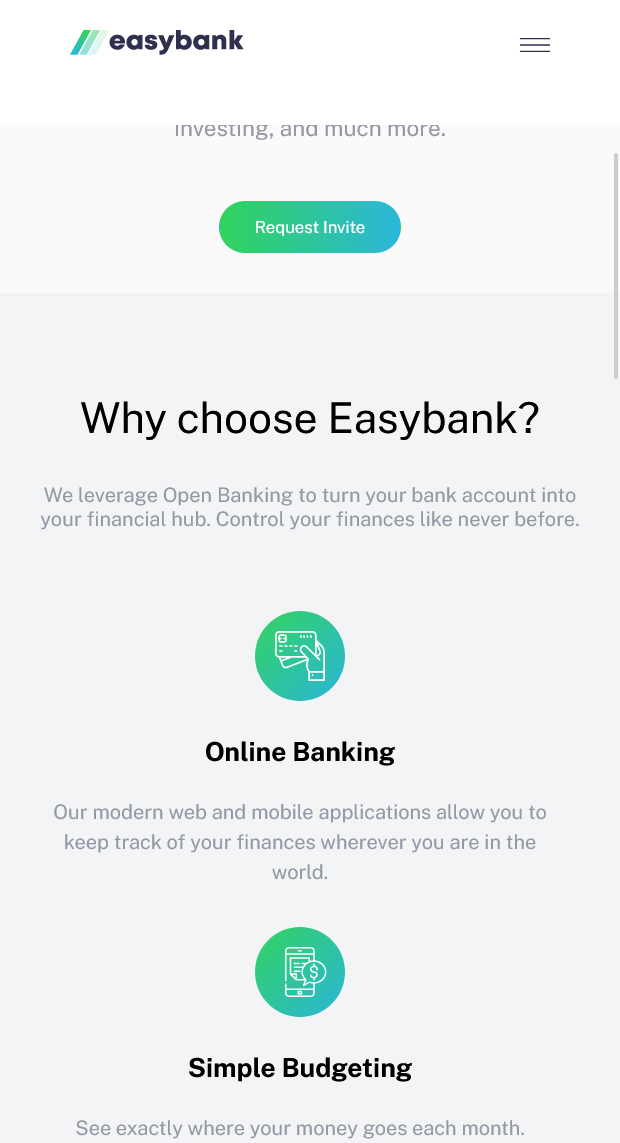 easybank
investing, and much more.
Request Invite
Why choose Easybank?
We leverage Open Banking to turn your bank account into
your financial hub. Control your finances like never before.
Online Banking
Our modern web and mobile applications allow you to
keep track of your finances wherever you are in the
world.
$
Simple Budgeting
See exactly where your money goes each month.